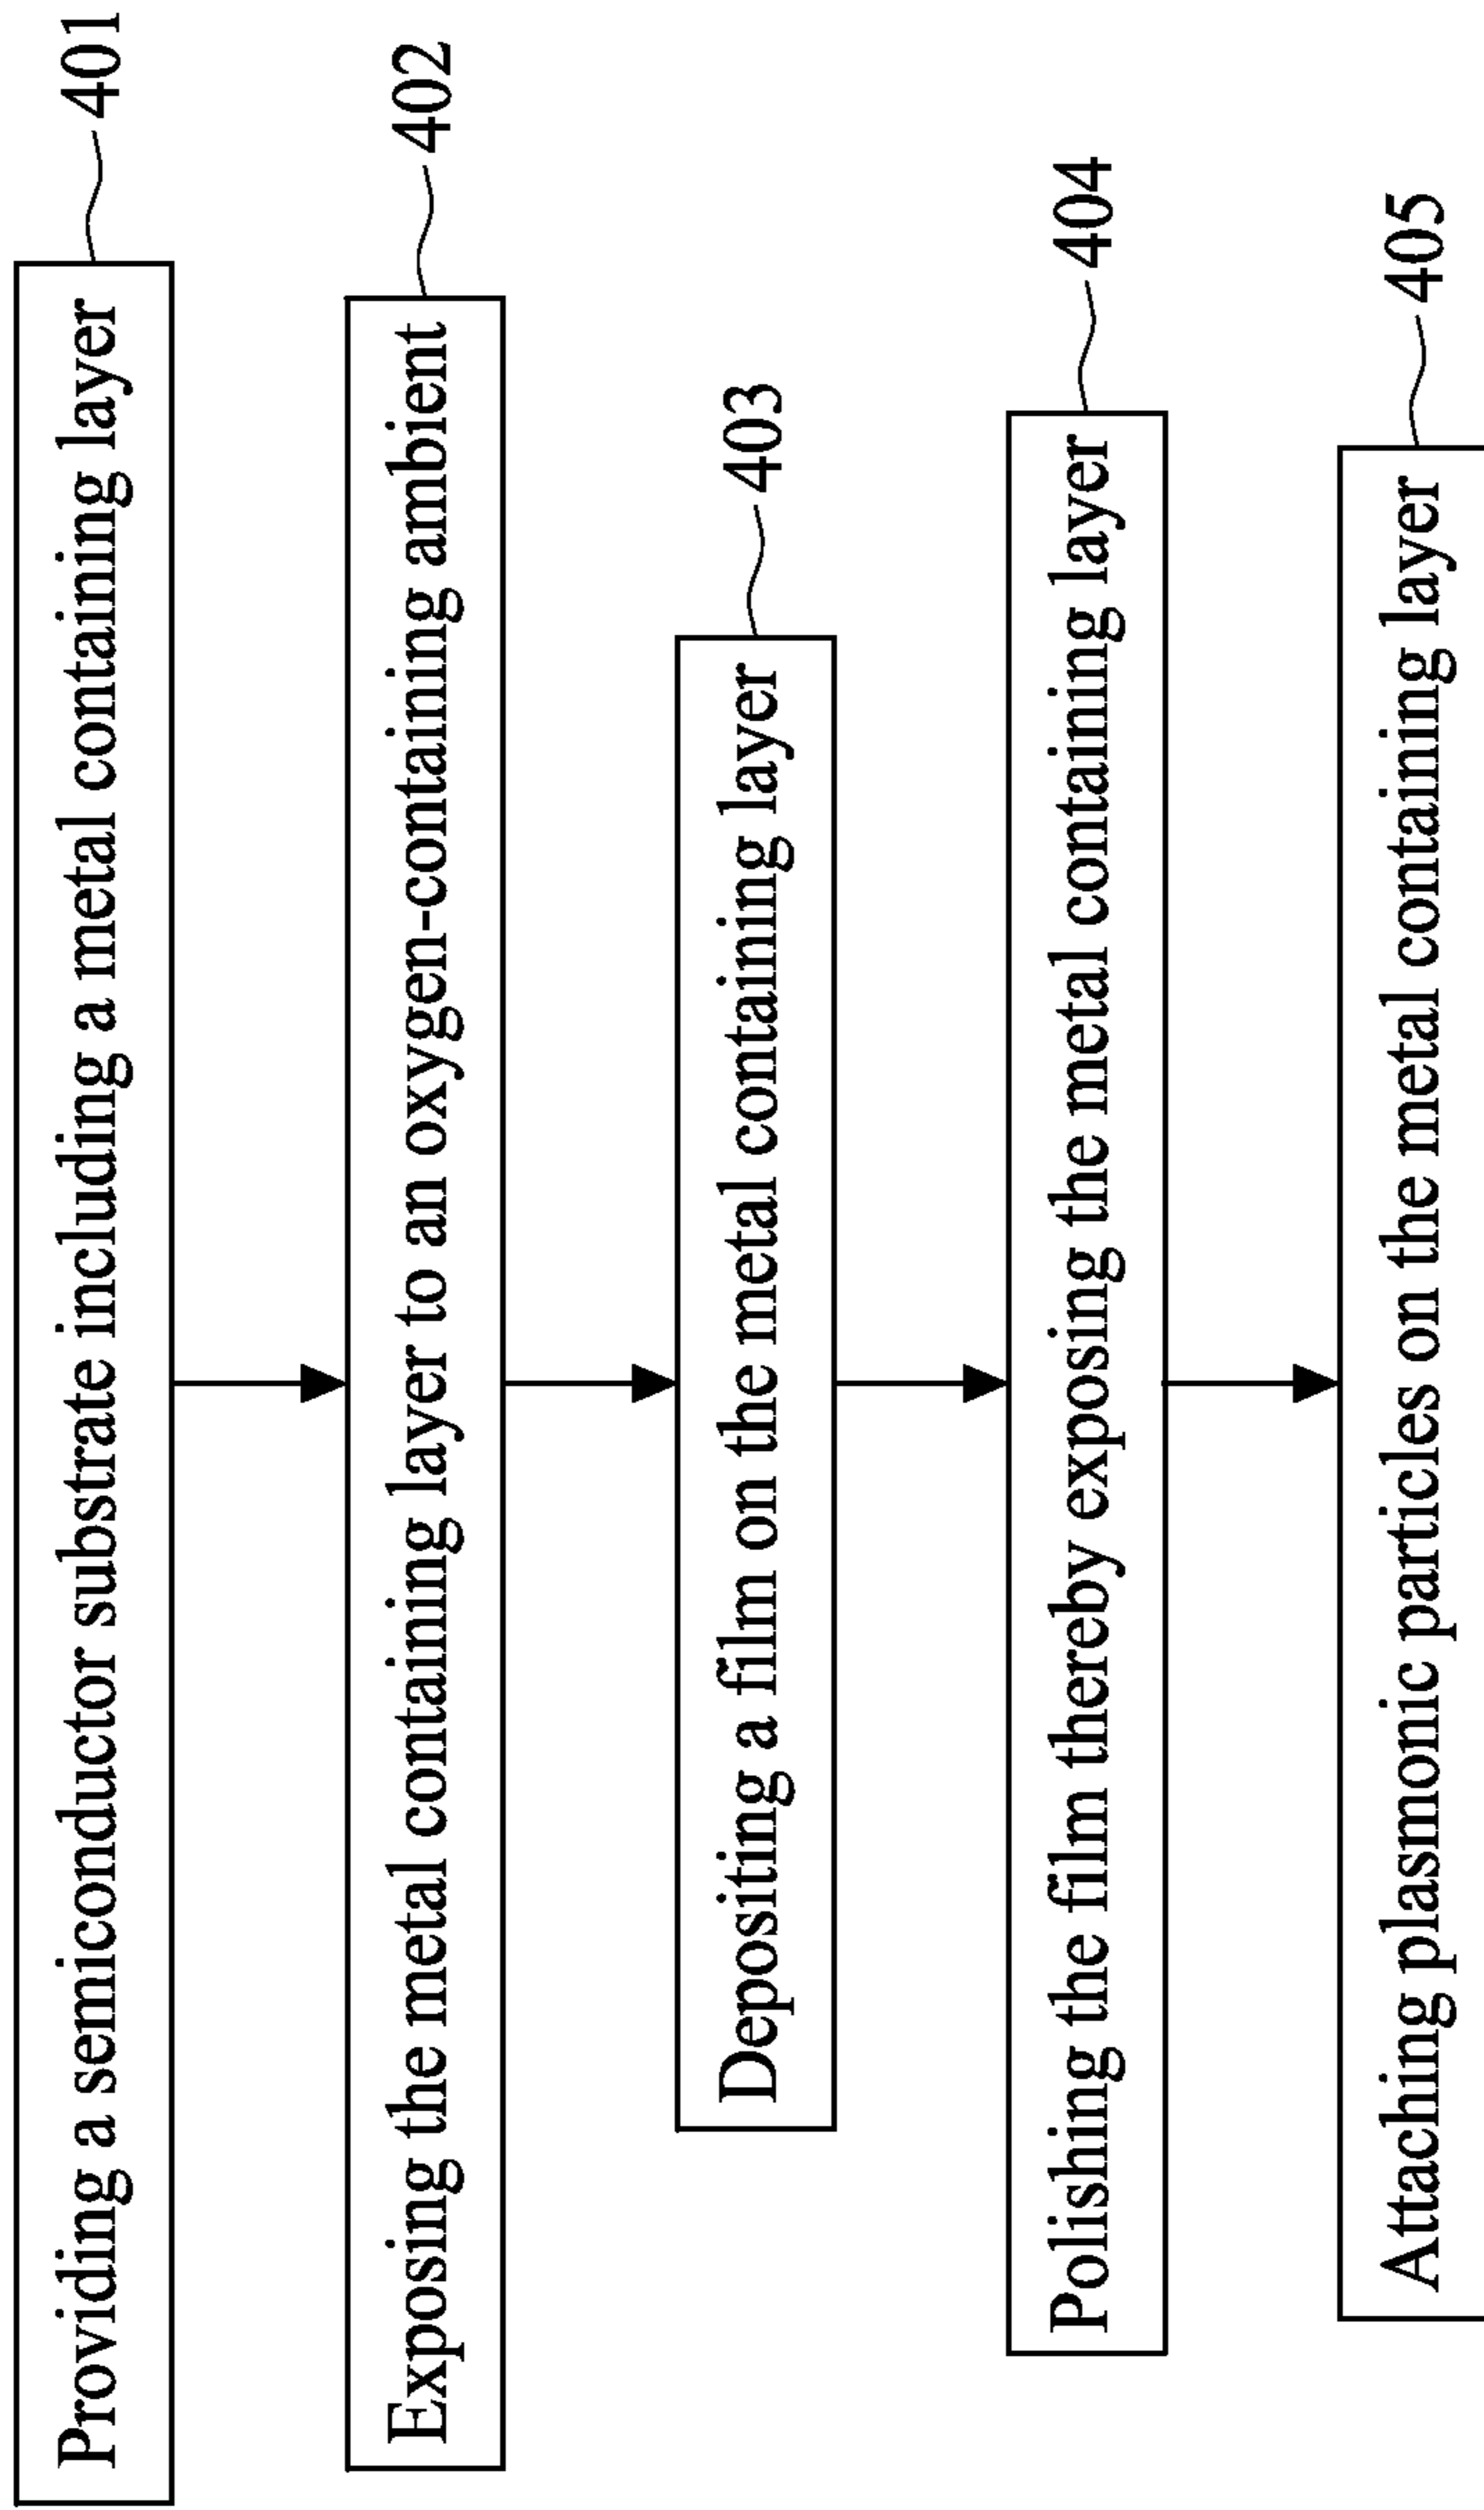 Providing a semiconductor substrate including a metal containing layer 401
Exposing the metal containing layer to an oxygen-containing ambient 402
Depositing a film on the metal containing layer 403
Polishing the film thereby exposing the metal containing layer 404
Attaching plasmonic particles on the metal containing layer 405